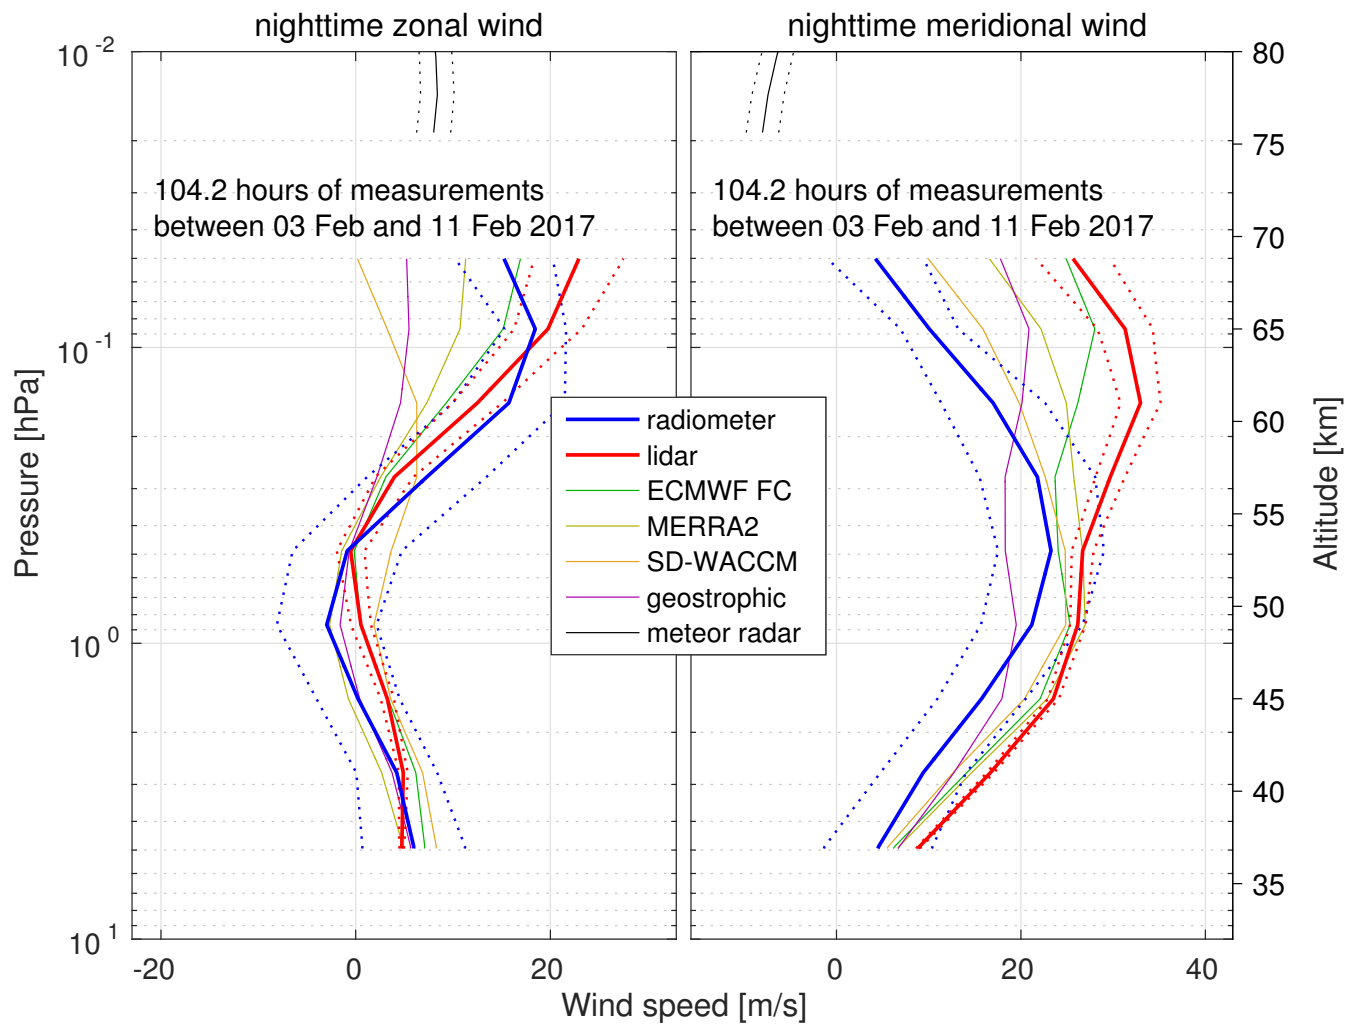 nighttime zonal wind
nighttime meridional wind
10^-2
80
75
104.2 hours of measurements
between 03 Feb and 11 Feb 2017
104.2 hours of measurements
between 03 Feb and 11 Feb 2017
70
65
10^-1
60
radiometer
lidar
ECMWF FC
MERRA2
SD-WACCM
geostrophic
meteor radar
Pressure [hPa]
Altitude [km]
55
50
10^0
45
40
35
10^1
-20
0
20
0
20
40
Wind speed [m/s]